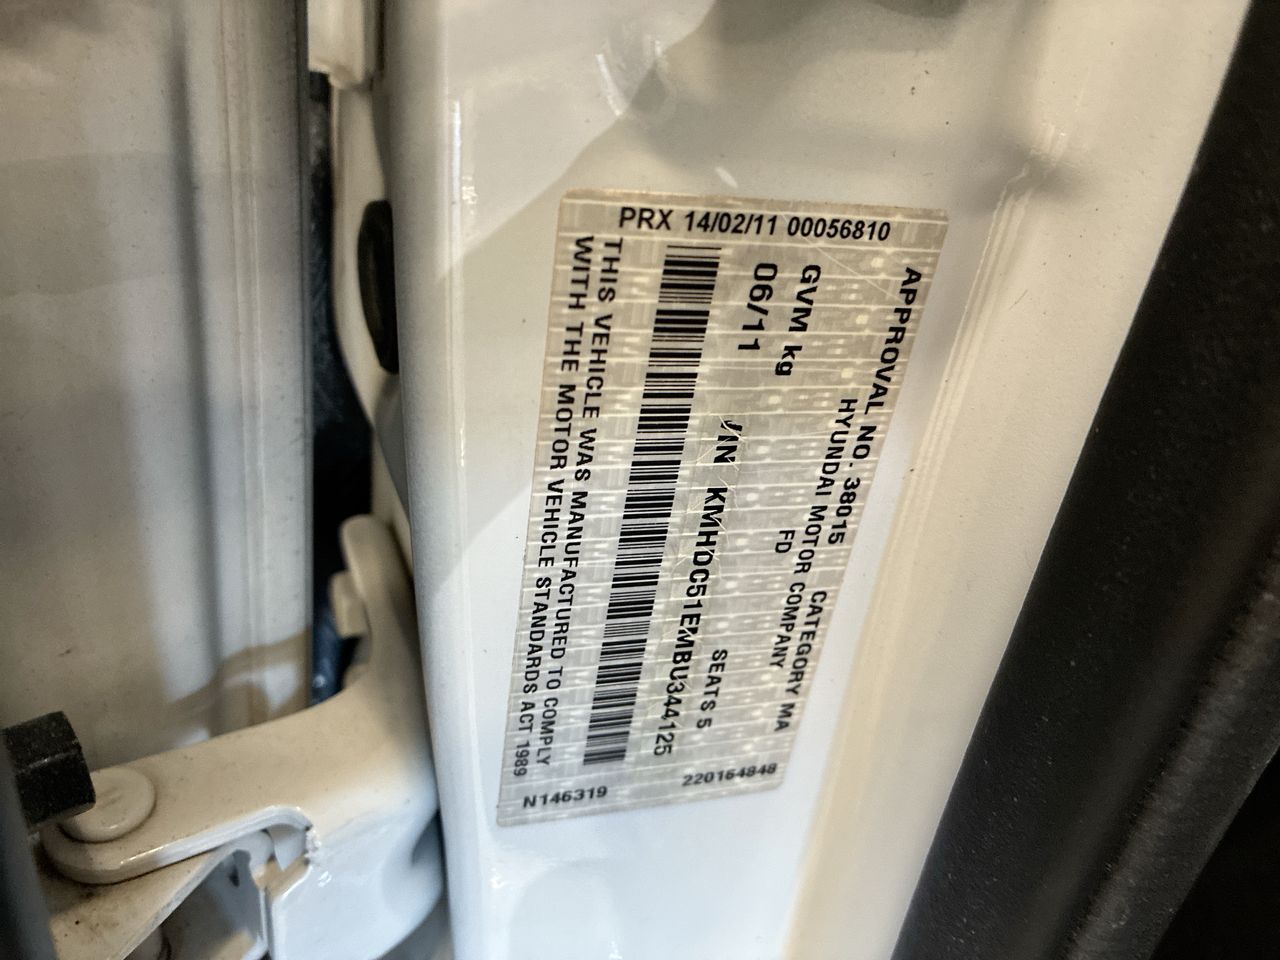 PRX 14/02/11 00056810
APPROVAL NO. 38015 CATEGORY MA
HYUNDAI MOTOR COMPANY
GVM kg FD
06/11 SEATS 5
VIN KMHDC51EMBU344125
THIS VEHICLE WAS MANUFACTURED TO COMPLY
WITH THE MOTOR VEHICLE STANDARDS ACT 1989
N146319 220164848